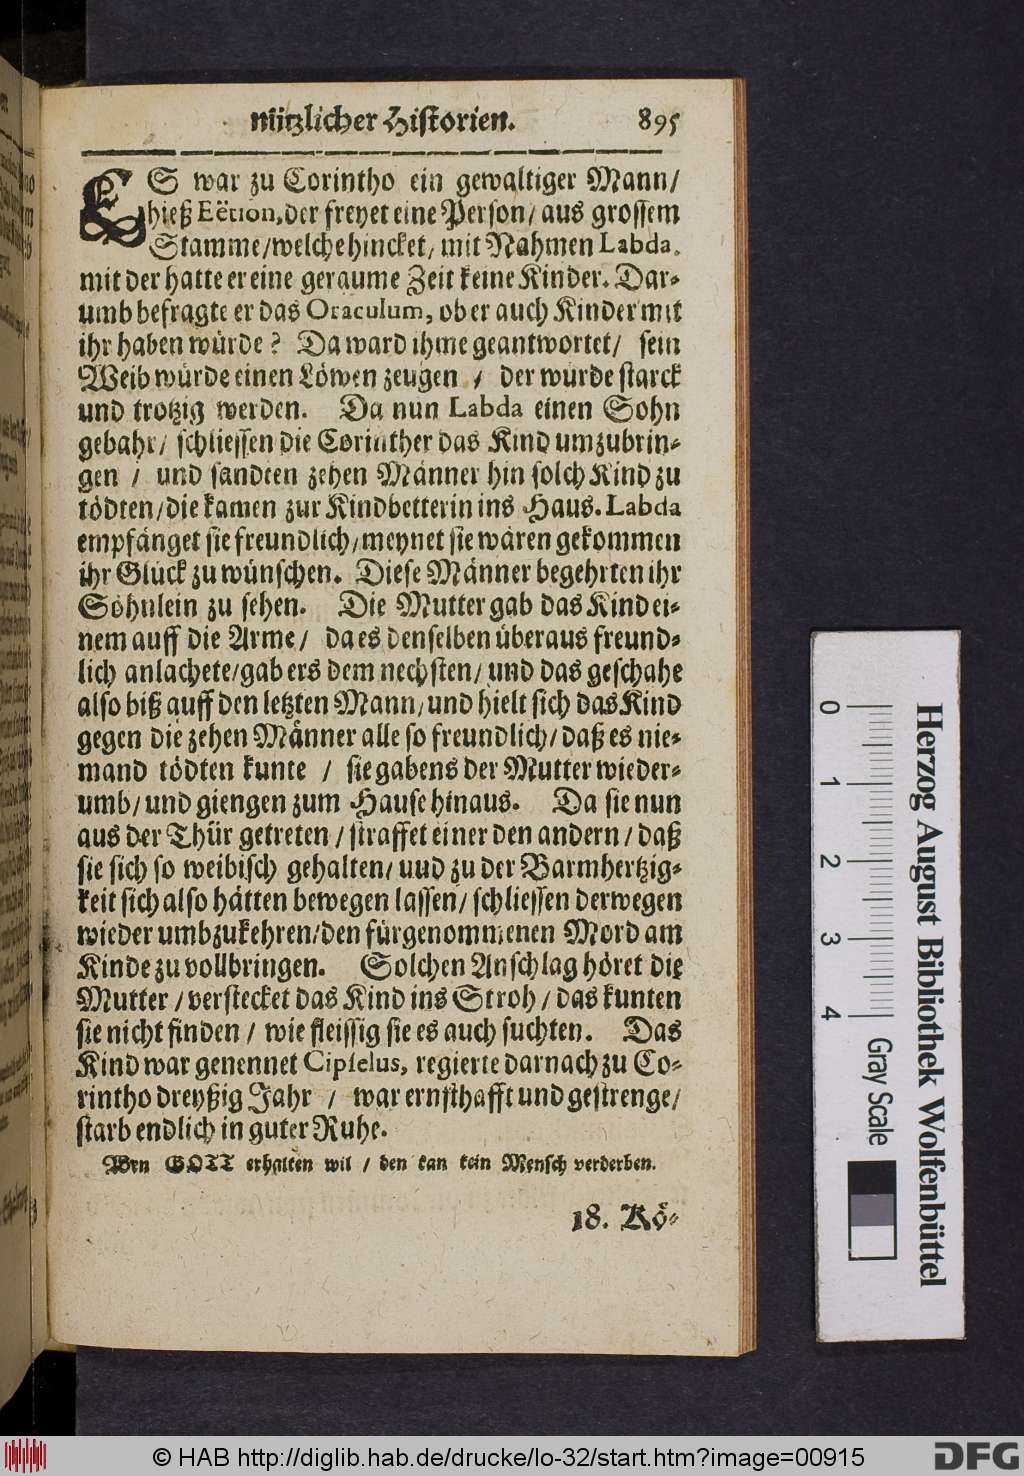 nützlicher Historien. 895
ES war zu Corintho ein gewaltiger Mann/
hieß Eëtion, der freyet eine Person/ aus grossem
Stamme/welche hincket/ mit Nahmen Labda.
mit der hatte er eine geraume Zeit keine Kinder. Dar-
umb befragte er das Oraculum, ob er auch Kinder mit
ihr haben würde? Da ward ihme geantwortet/ sein
Weib würde einen Löwen zeugen / der würde starck
und trotzig werden. Da nun Labda einen Sohn
gebahr/ schliessen die Corinther das Kind umzubrin-
gen / und sandten zehen Männer hin solch Kind zu
tödten/die kamen zur Kindbetterin ins Haus. Labda
empfänget sie freundlich/meynet sie wären gekommen
ihr Glück zu wünschen. Diese Männer begehrten ihr
Söhnlein zu sehen. Die Mutter gab das Kind ei-
nem auff die Arme/ da es denselben überaus freund-
lich anlachete/gab ers dem nechsten/ und das geschahe
also biß auff den letzten Mann/ und hielt sich das Kind
gegen die zehen Männer alle so freundlich/ daß es nie-
mand tödten kunte / sie gabens der Mutter wieder-
umb/ und giengen zum Hause hinaus. Da sie nun
aus der Thür getreten / straffet einer den andern / daß
sie sich so weibisch gehalten/ uud zu der Barmhertzig-
keit sich also hätten bewegen lassen/ schliessen derwegen
wieder umbzukehren/den fürgenommenen Mord am
Kinde zu vollbringen. Solchen Anschlag höret die
Mutter / verstecket das Kind ins Stroh / das kunten
sie nicht finden / wie fleissig sie es auch suchten. Das
Kind war genennet Cipselus, regierte darnach zu Co-
rintho dreyßig Jahr / war ernsthafft und gestrenge/
starb endlich in guter Ruhe.
Wen GOTT erhalten wil / den kan kein Mensch verderben.
18. Kö-
0 1 2 3 4
Gray Scale
Herzog August Bibliothek Wolfenbüttel
© HAB http://diglib.hab.de/drucke/lo-32/start.htm?image=00915
DFG